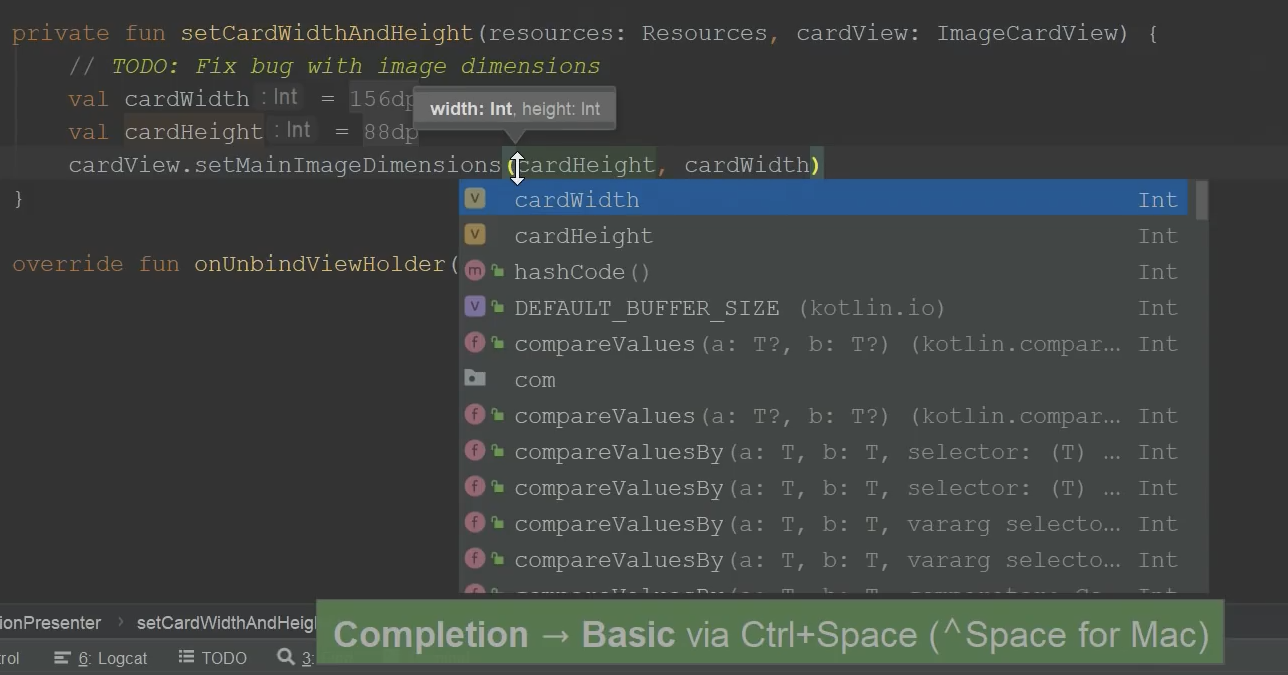 private fun setCardWidthAndHeight(resources: Resources, cardView: ImageCardView) {
// TODO: Fix bug with image dimensions
val cardWidth : Int = 156dp
width: Int, height: Int
val cardHeight : Int = 88dp
cardView.setMainImageDimensions(cardHeight, cardWidth)
}
override fun onUnbindViewHolder(
V cardWidth Int
V cardHeight Int
m hashCode() Int
V DEFAULT_BUFFER_SIZE (kotlin.io) Int
f compareValues(a: T?, b: T?) (kotlin.compar... Int
com
f compareValues(a: T?, b: T?) (kotlin.compar... Int
f compareValuesBy(a: T, b: T, selector: (T) ... Int
f compareValuesBy(a: T, b: T, selector: (T) ... Int
f compareValuesBy(a: T, b: T, vararg selecto... Int
f compareValuesBy(a: T, b: T, vararg selecto... Int
ionPresenter › setCardWidthAndHeigh
Completion → Basic via Ctrl+Space (^Space for Mac)
rol 6: Logcat TODO 3: